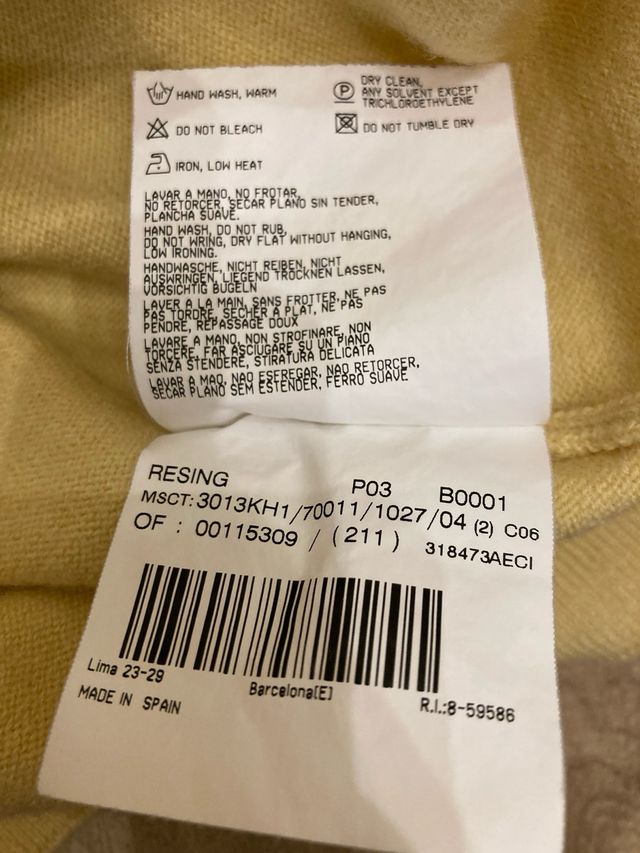 HAND WASH, WARM
DO NOT BLEACH
IRON, LOW HEAT
P
DRY CLEAN,
ANY SOLVENT EXCEPT
TRICHLOROETHYLENE
DO NOT TUMBLE DRY
LAVAR A MANO, NO FROTAR,
NO RETORCER, SECAR PLANO SIN TENDER,
PLANCHA SUAVE.
HAND WASH, DO NOT RUB,
DO NOT WRING, DRY FLAT WITHOUT HANGING,
LOW IRONING.
HANDWASCHE, NICHT REIBEN, NICHT
AUSWRINGEN, LIEGEND TROCKNEN LASSEN,
VORSICHTIG BUGELN
LAVER A LA MAIN, SANS FROTTER, NE PAS
PAS TORDRE, SECHER A PLAT, NE PAS
PENDRE, REPASSAGE DOUX
LAVARE A MANO, NON STROFINARE, NON
TORCERE, FAR ASCIUGARE SU UN PIANO
SENZA STENDERE, STIRATURA DELICATA
LAVAR A MAO, NAO ESFREGAR, NAO RETORCER,
SECAR PLANO SEM ESTENDER, FERRO SUAVE
RESING P03 B0001
MSCT: 3013KH1/70011/1027/04 (2) C06
OF : 00115309 / (211) 318473AECI
Lima 23-29 Barcelona(E) R.I.:8-59586
MADE IN SPAIN